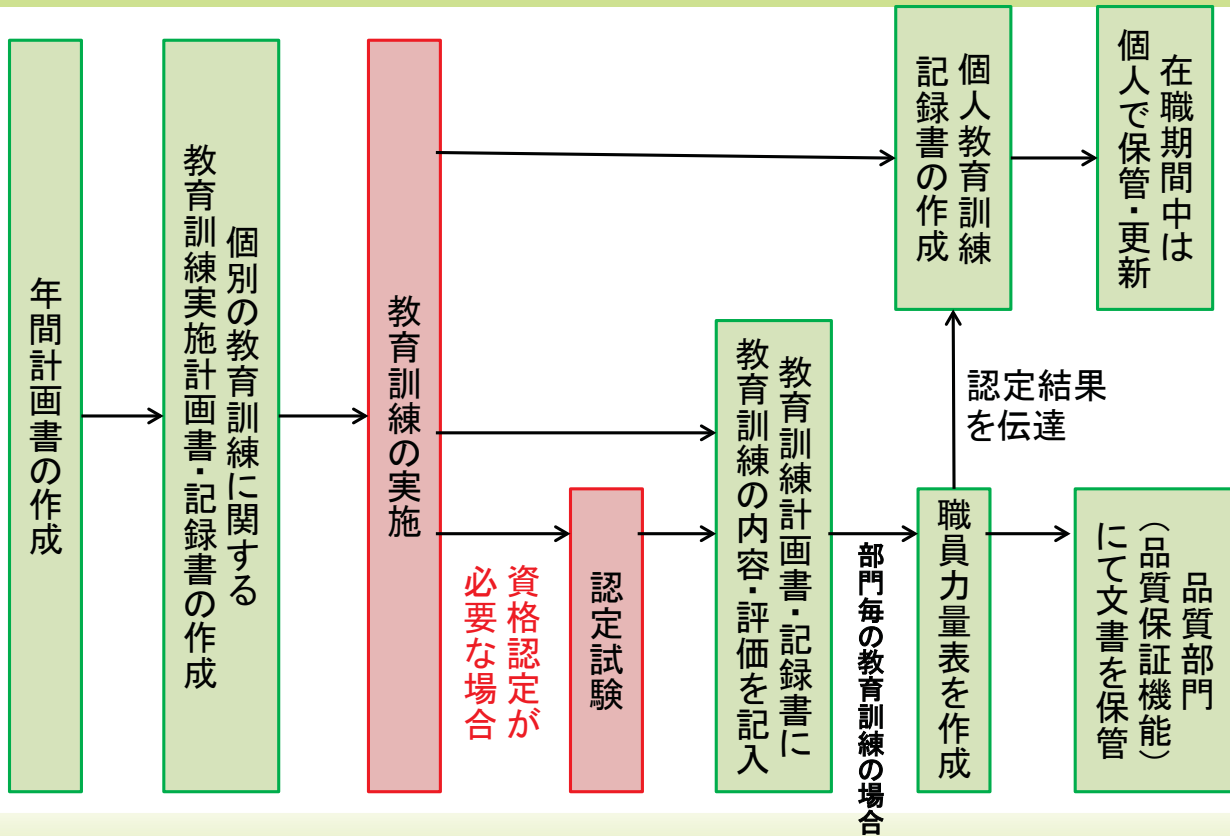 年間計画書の作成
個別の教育訓練に関する
教育訓練実施計画書・記録書の作成
教育訓練の実施
資格認定が
必要な場合
認定試験
教育訓練計画書・記録書に
教育訓練の内容・評価を記入
部門毎の教育訓練の場合
職員力量表を作成
認定結果
を伝達
個人教育訓練
記録書の作成
在職期間中は
個人で保管・更新
品質部門
(品質保証機能)
にて文書を保管